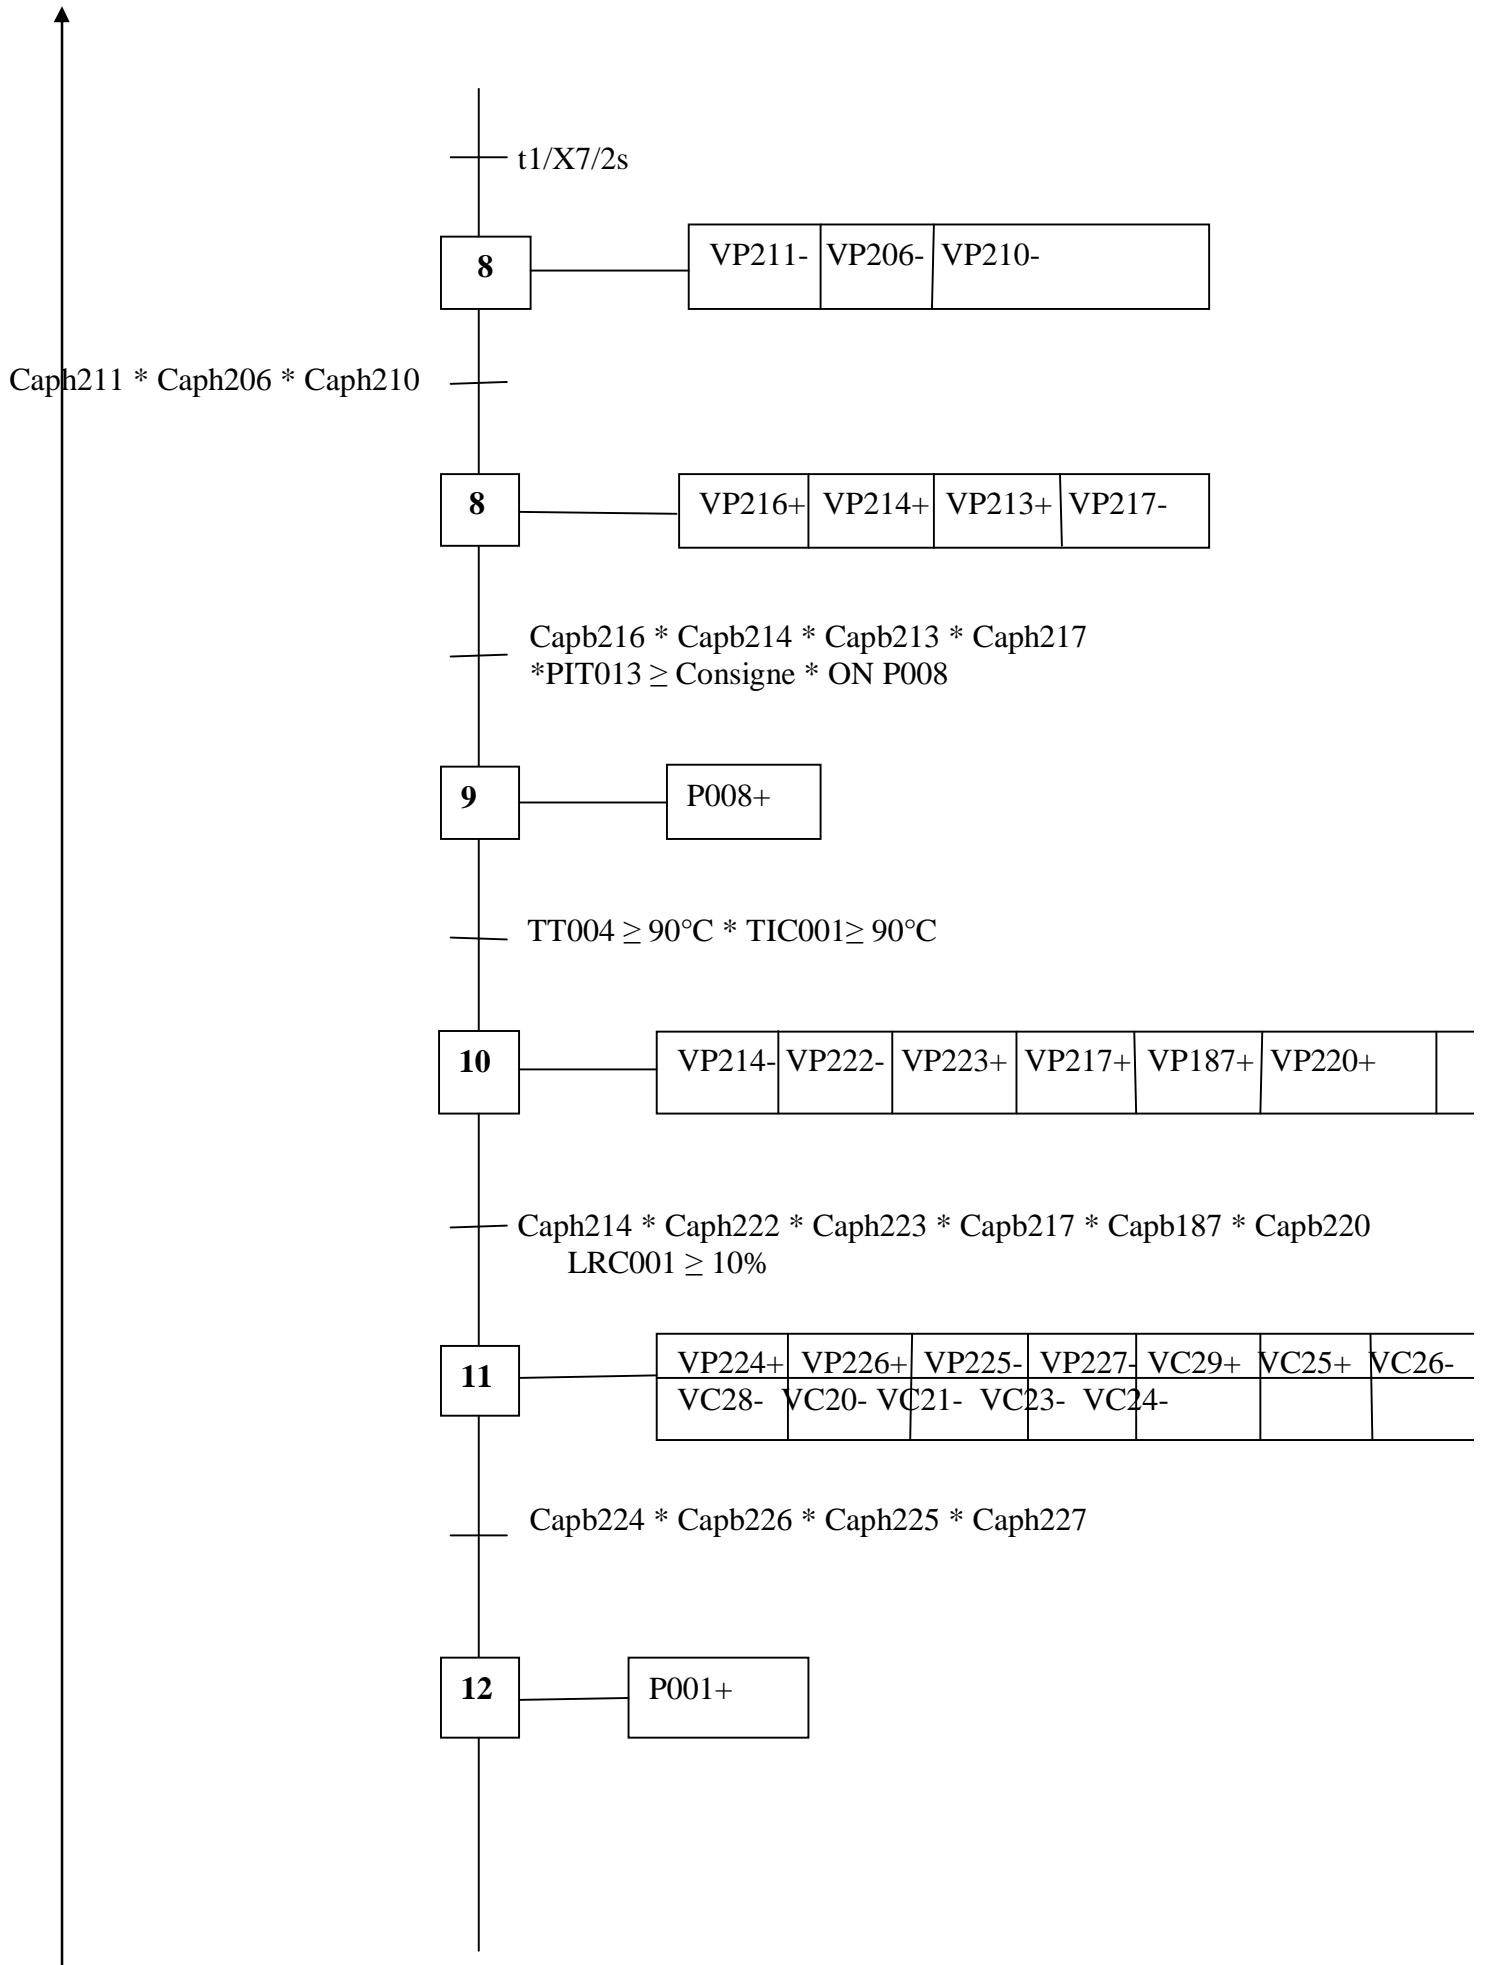 t1/X7/2s
8 VP211- VP206- VP210-
Caph211 * Caph206 * Caph210
8 VP216+ VP214+ VP213+ VP217-
Capb216 * Capb214 * Capb213 * Caph217
*PIT013 ≥ Consigne * ON P008
9 P008+
TT004 ≥ 90°C * TIC001≥ 90°C
10 VP214- VP222- VP223+ VP217+ VP187+ VP220+
Caph214 * Caph222 * Caph223 * Capb217 * Capb187 * Capb220
LRC001 ≥ 10%
11 VP224+ VP226+ VP225- VP227- VC29+ VC25+ VC26-
VC28- VC20- VC21- VC23- VC24-
Capb224 * Capb226 * Caph225 * Caph227
12 P001+